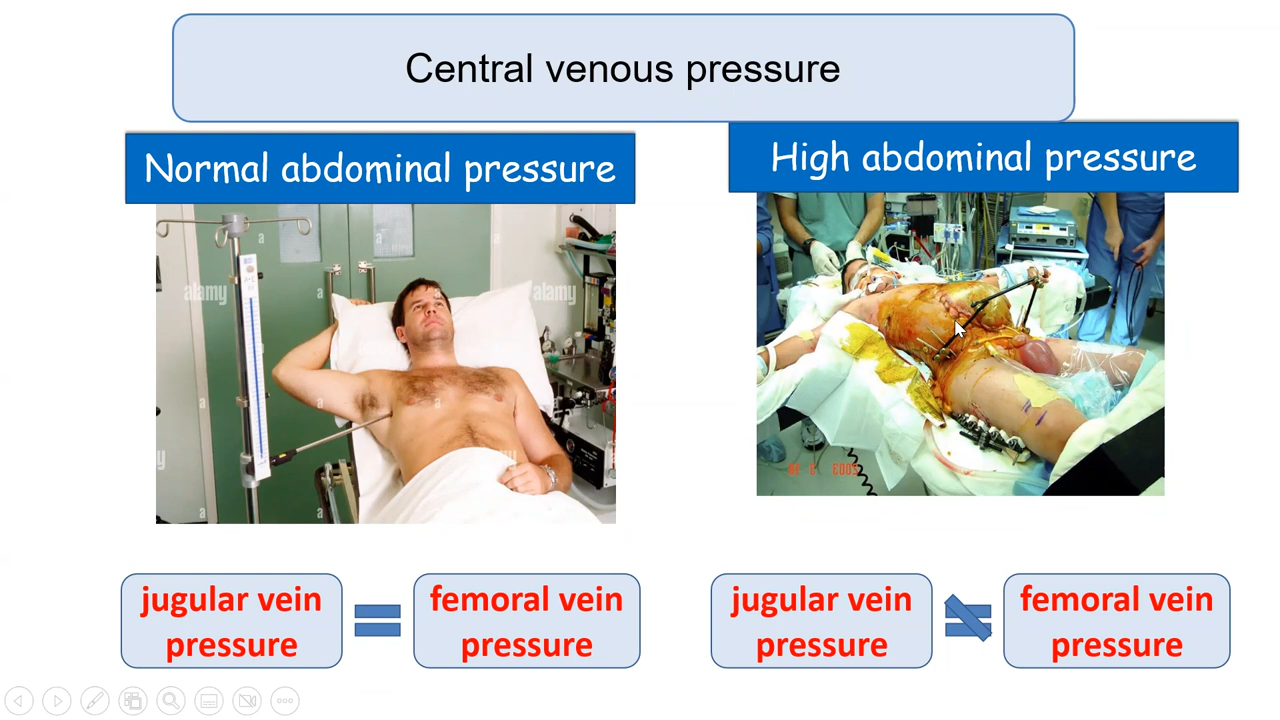 Central venous pressure
Normal abdominal pressure
High abdominal pressure
alamy
alamy
a
a
a
a
a
a
a
jugular vein
pressure
=
femoral vein
pressure
jugular vein
pressure
≠
femoral vein
pressure